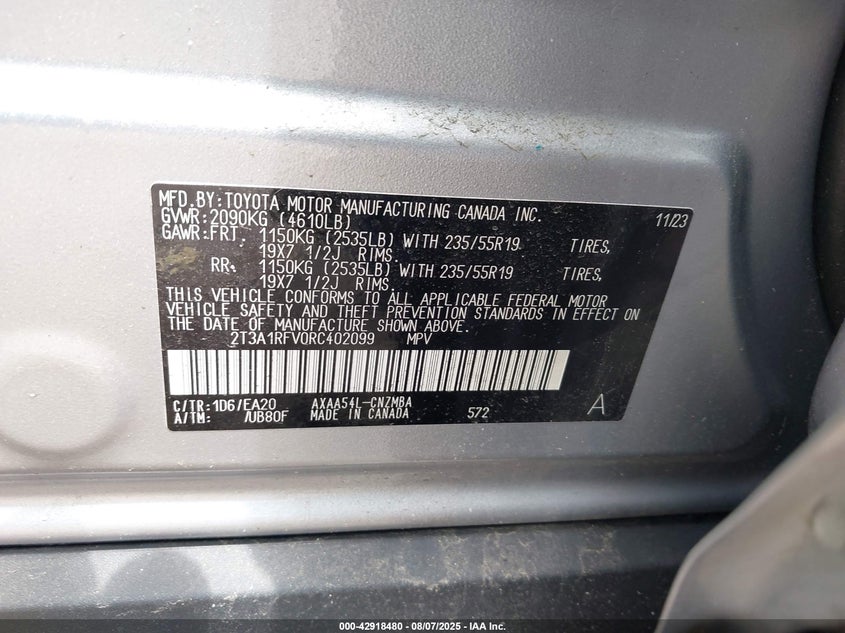 MFD.BY:TOYOTA MOTOR MANUFACTURING CANADA INC. 11/23
GVWR:2090KG (4610LB)
GAWR:FRT. 1150KG (2535LB) WITH 235/55R19 TIRES,
19X7 1/2J RIMS.
RR. 1150KG (2535LB) WITH 235/55R19 TIRES,
19X7 1/2J RIMS.
THIS VEHICLE CONFORMS TO ALL APPLICABLE FEDERAL MOTOR
VEHICLE SAFETY AND THEFT PREVENTION STANDARDS IN EFFECT ON
THE DATE OF MANUFACTURE SHOWN ABOVE.
2T3A1RFV0RC402099 MPV
C/TR:1D6/EA20 AXAA54L-CNZMBA
A/TM: /UB80F MADE IN CANADA 572 A
000-42918480 - 08/07/2025 - IAA Inc.